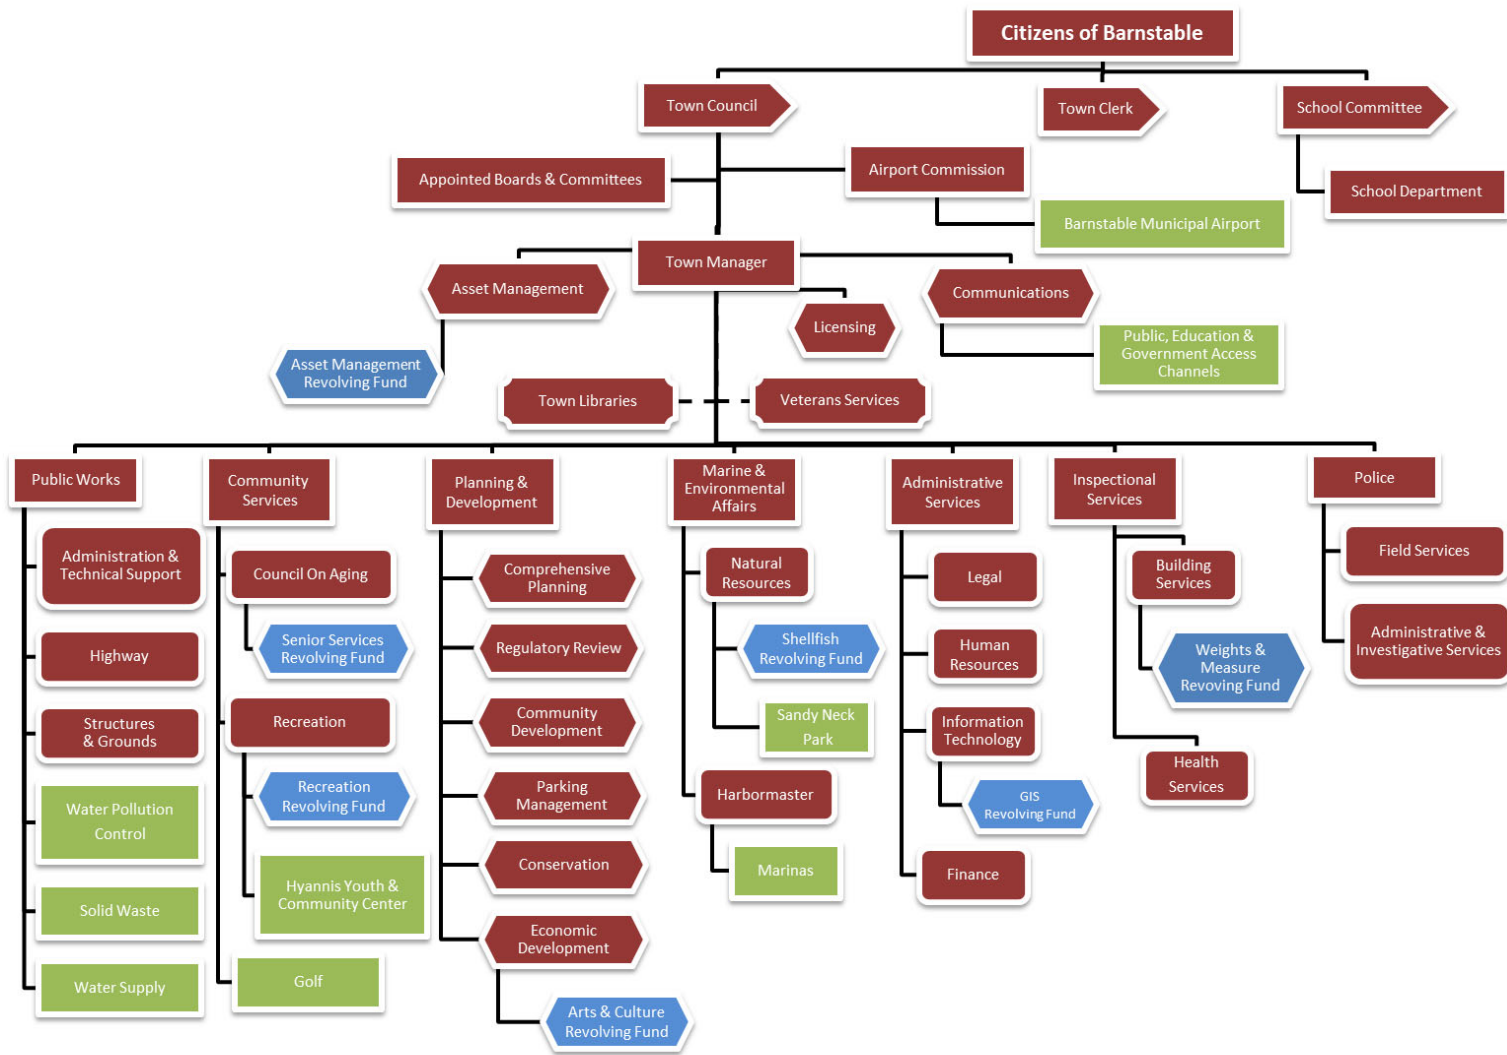 Citizens of Barnstable
Town Council
Town Clerk
School Committee
Appointed Boards & Committees
Airport Commission
School Department
Barnstable Municipal Airport
Town Manager
Asset Management
Communications
Licensing
Public, Education &
Government Access
Channels
Asset Management
Revolving Fund
Town Libraries
Veterans Services
Public Works
Administration &
Technical Support
Highway
Structures
& Grounds
Water Pollution
Control
Solid Waste
Water Supply
Community
Services
Council On Aging
Senior Services
Revolving Fund
Recreation
Recreation
Revolving Fund
Hyannis Youth &
Community Center
Golf
Planning &
Development
Comprehensive
Planning
Regulatory Review
Community
Development
Parking
Management
Conservation
Economic
Development
Arts & Culture
Revolving Fund
Marine &
Environmental
Affairs
Natural
Resources
Shellfish
Revolving Fund
Sandy Neck
Park
Harbormaster
Marinas
Administrative
Services
Legal
Human
Resources
Information
Technology
GIS
Revolving Fund
Finance
Inspectional
Services
Building
Services
Weights &
Measure
Revoving Fund
Health
Services
Police
Field Services
Administrative &
Investigative Services